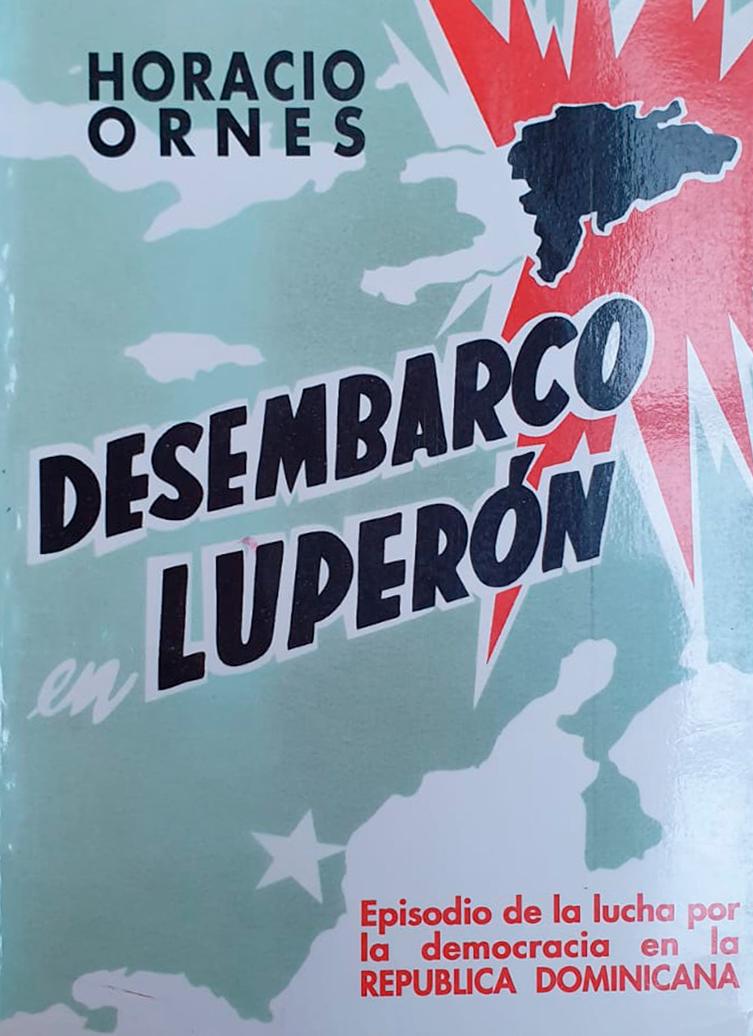 HORACIO
ORNES
DESEMBARCO
en LUPERÓN
Episodio de la lucha por
la democracia en la
REPUBLICA DOMINICANA